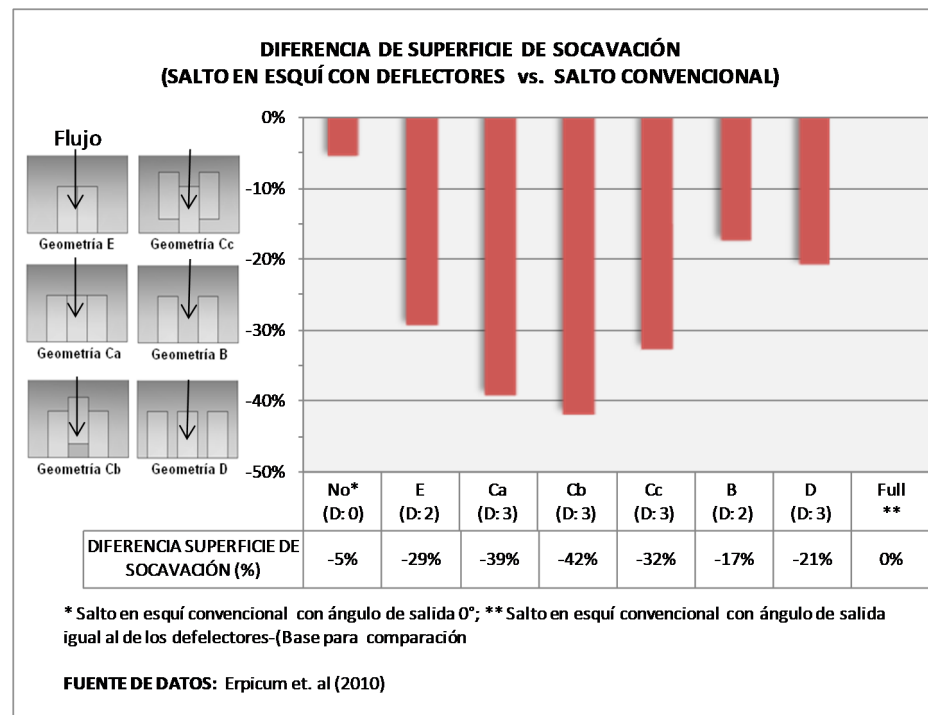 DIFERENCIA DE SUPERFICIE DE SOCAVACIÓN
(SALTO EN ESQUÍ CON DEFLECTORES vs. SALTO CONVENCIONAL)
Flujo
Geometría E
Geometría Cc
Geometría Ca
Geometría B
Geometría Cb
Geometría D
0%
-10%
-20%
-30%
-40%
-50%
No* E Ca Cb Cc B D Full
(D: 0) (D: 2) (D: 3) (D: 3) (D: 3) (D: 2) (D: 3) **
DIFERENCIA SUPERFICIE DE
SOCAVACIÓN (%)
-5% -29% -39% -42% -32% -17% -21% 0%
* Salto en esquí convencional con ángulo de salida 0°; ** Salto en esquí convencional con ángulo de salida
igual al de los defelectores-(Base para comparación
FUENTE DE DATOS: Erpicum et. al (2010)